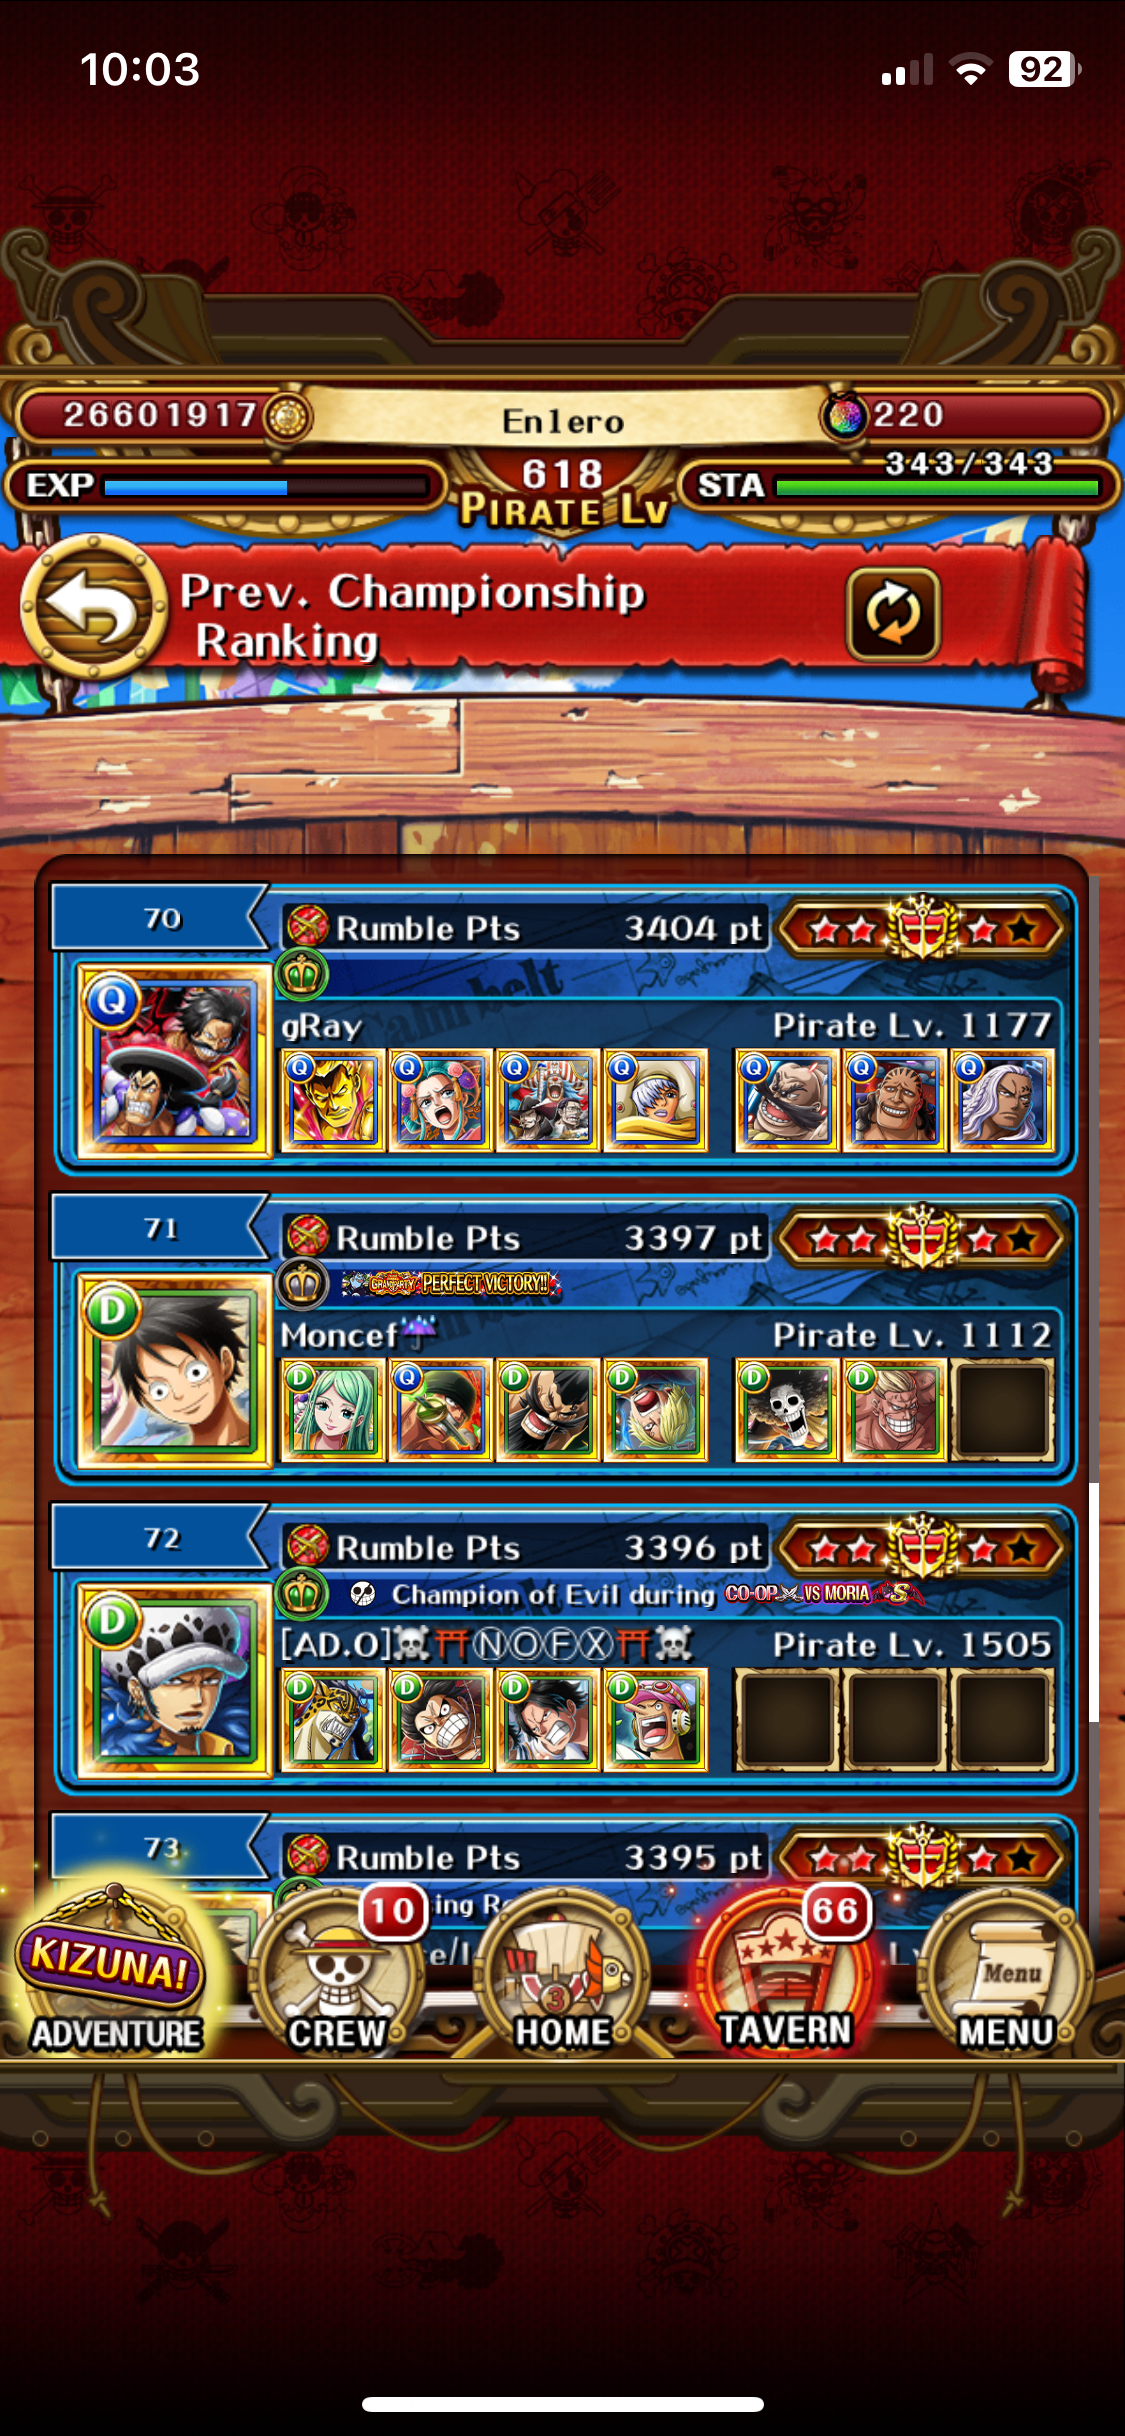 10:03
92
26601917
En1ero
220
EXP
618
PIRATE Lv
STA
343/343
Prev. Championship
Ranking
70
Rumble Pts 3404 pt
gRay
Pirate Lv. 1177
Q
Q Q Q Q Q Q Q
71
Rumble Pts 3397 pt
GRANDPARTY PERFECT VICTORY!!
Moncef☔
Pirate Lv. 1112
D
D Q D D D D
72
Rumble Pts 3396 pt
Champion of Evil during CO-OP VS MORIA S
[AD.O]☠⛩ⓃⓄⒻⓍ⛩☠
Pirate Lv. 1505
D
D D D D
73
Rumble Pts 3395 pt
KIZUNA!
ADVENTURE
10
CREW
3
HOME
66
TAVERN
Menu
MENU